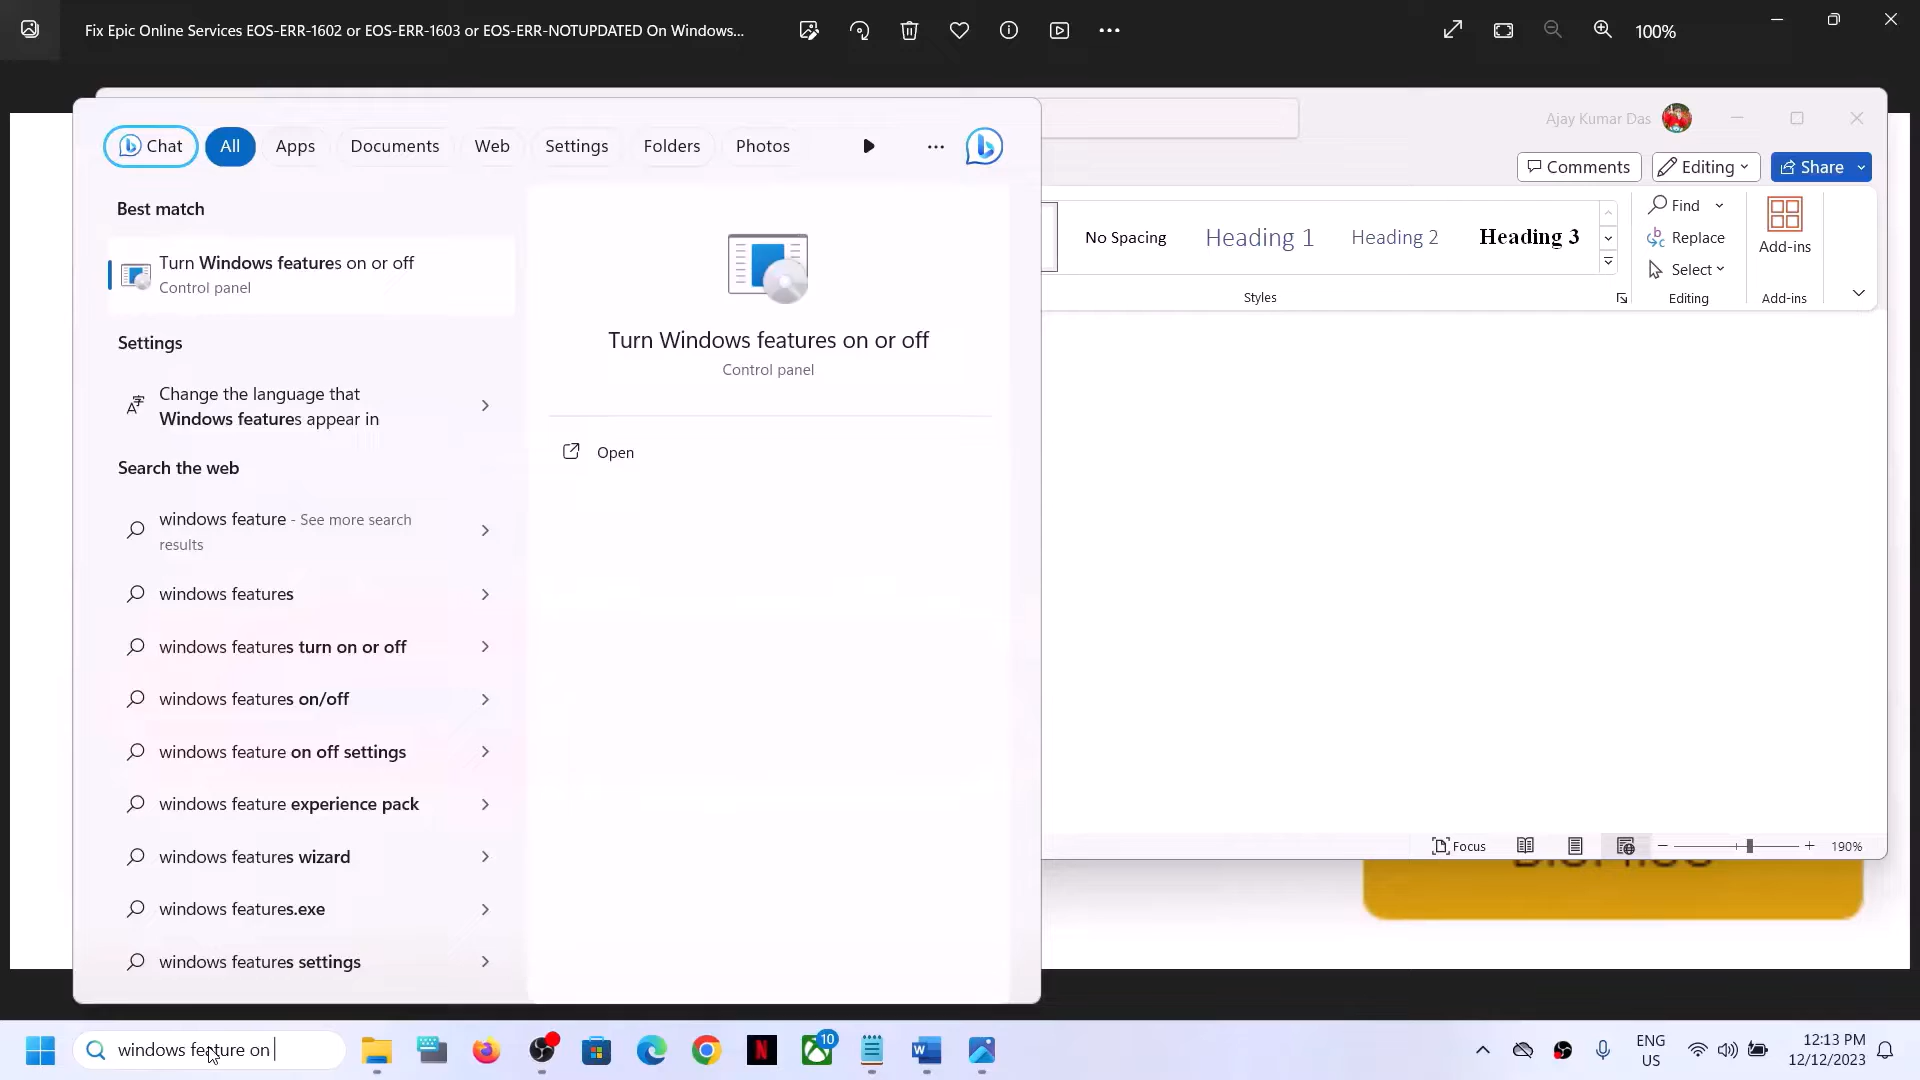 Fix Epic Online Services EOS-ERR-1602 or EOS-ERR-1603 or EOS-ERR-NOTUPDATED On Windows...
100%
Chat
All
Apps
Documents
Web
Settings
Folders
Photos
Ajay Kumar Das
Comments
Editing
Share
Best match
Turn Windows features on or off
Control panel
Settings
Change the language that
Windows features appear in
Search the web
windows feature - See more search
results
windows features
windows features turn on or off
windows features on/off
windows feature on off settings
windows feature experience pack
windows features wizard
windows features.exe
windows features settings
Turn Windows features on or off
Control panel
Open
No Spacing
Heading 1
Heading 2
Heading 3
Styles
Find
Replace
Select
Editing
Add-ins
Add-ins
Focus
190%
windows feature on
10
ENG
US
12:13 PM
12/12/2023